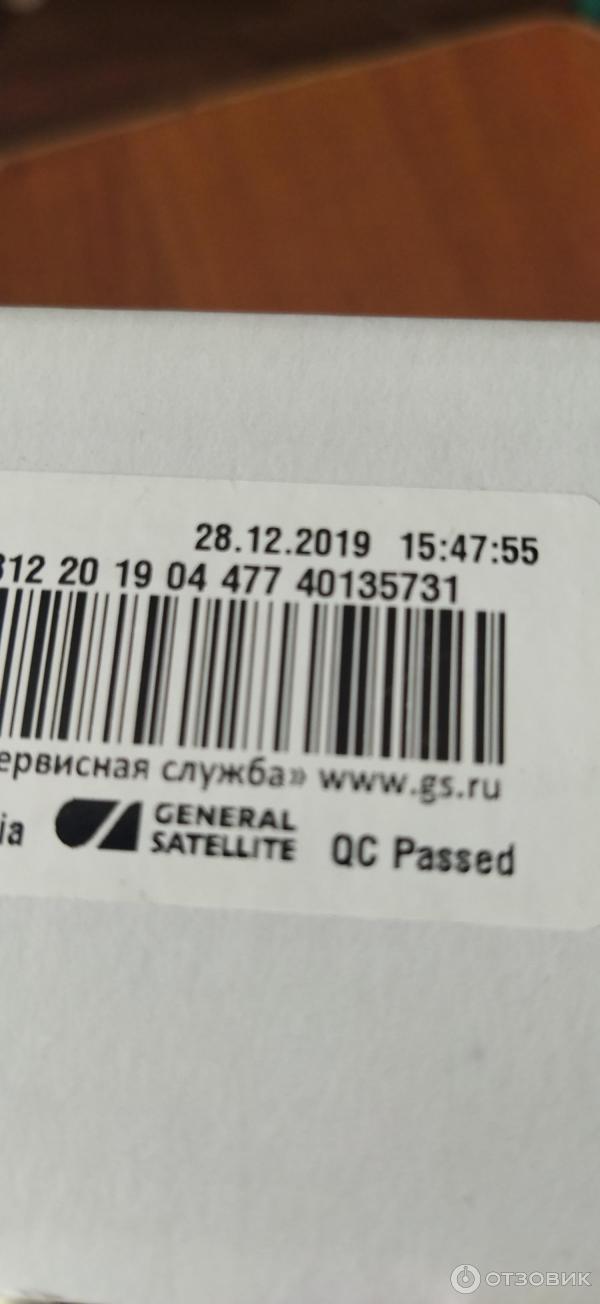 28.12.2019 15:47:55
312 20 19 04 477 40135731
ервисная служба» www.gs.ru
ia GENERAL SATELLITE QC Passed
ОТЗОВИК